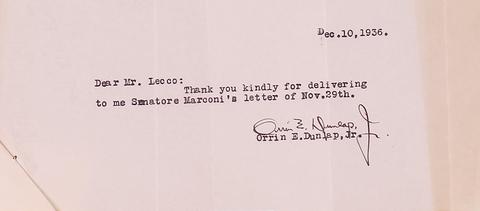 Dec.10,1936.
Dear Mr. Lecco:
Thank you kindly for delivering
to me Senatore Marconi's letter of Nov.29th.
Orrin E. Dunlap, Jr.
Orrin E.Dunlap,Jr.